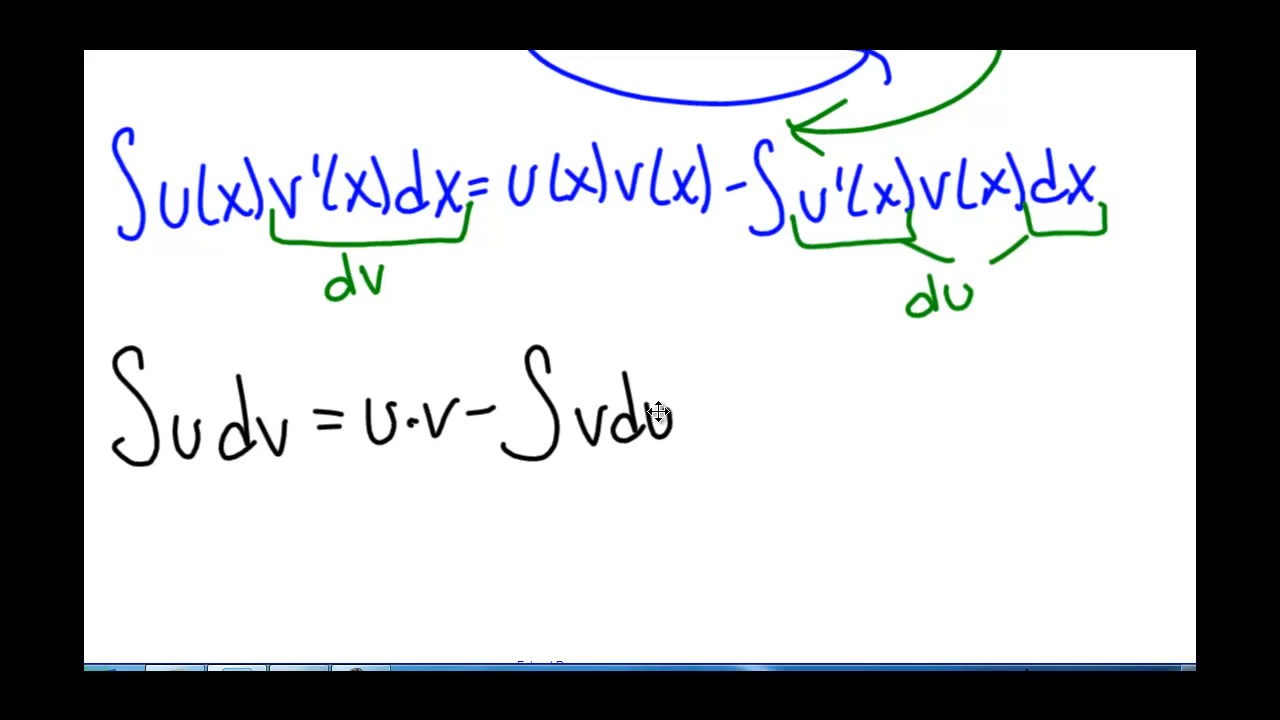 ∫u(x)v'(x)dx = u(x)v(x) - ∫u'(x)v(x)dx
dv
du
∫u dv = u·v - ∫v du